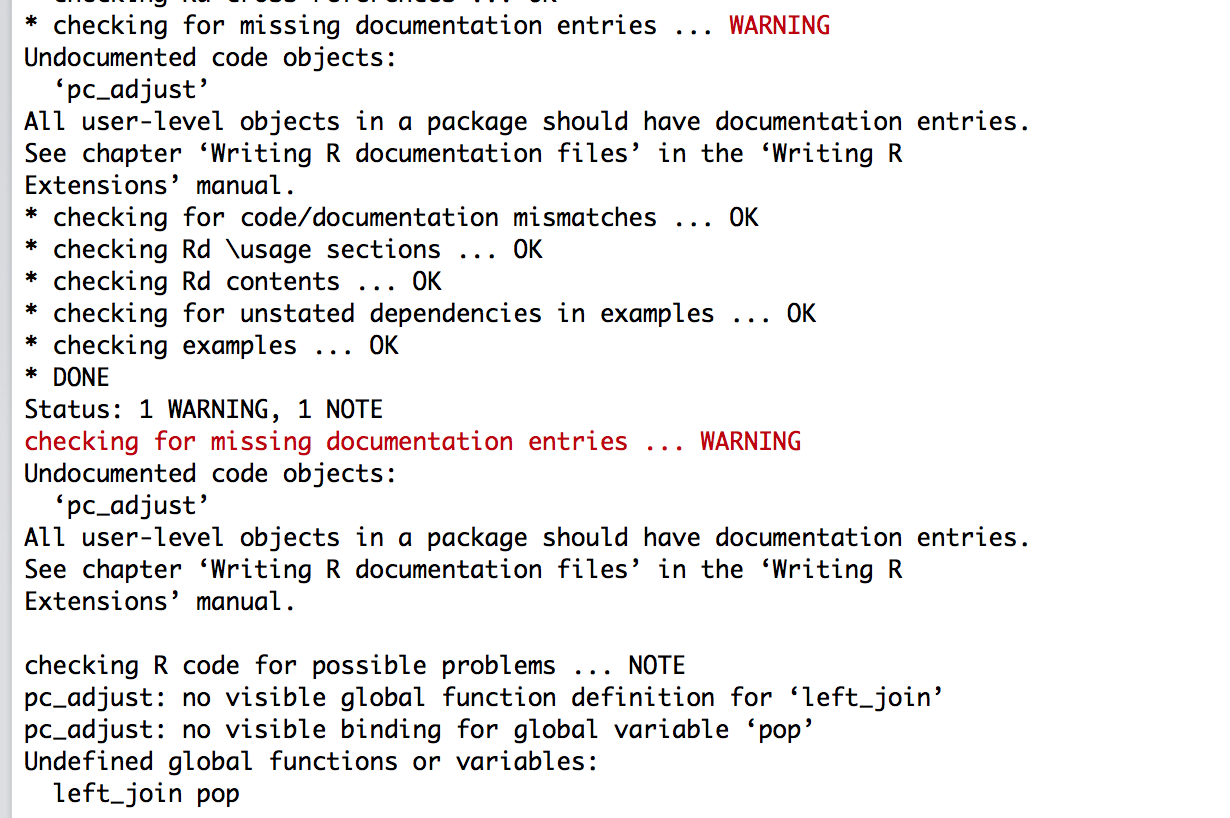 * checking for missing documentation entries ... WARNING
Undocumented code objects:
  ‘pc_adjust’
All user-level objects in a package should have documentation entries.
See chapter ‘Writing R documentation files’ in the ‘Writing R
Extensions’ manual.
* checking for code/documentation mismatches ... OK
* checking Rd \usage sections ... OK
* checking Rd contents ... OK
* checking for unstated dependencies in examples ... OK
* checking examples ... OK
* DONE
Status: 1 WARNING, 1 NOTE
checking for missing documentation entries ... WARNING
Undocumented code objects:
  ‘pc_adjust’
All user-level objects in a package should have documentation entries.
See chapter ‘Writing R documentation files’ in the ‘Writing R
Extensions’ manual.

checking R code for possible problems ... NOTE
pc_adjust: no visible global function definition for ‘left_join’
pc_adjust: no visible binding for global variable ‘pop’
Undefined global functions or variables:
  left_join pop